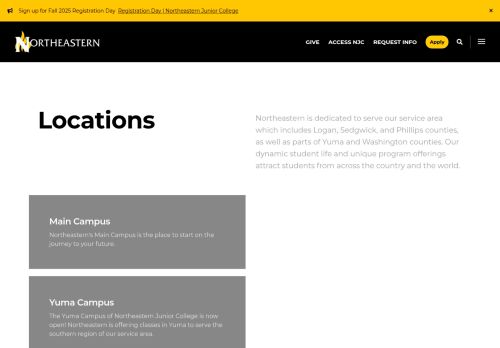 Sign up for Fall 2025 Registration Day Registration Day | Northeastern Junior College ×
NORTHEASTERN GIVE ACCESS NJC REQUEST INFO Apply
Locations
Northeastern is dedicated to serve our service area
which includes Logan, Sedgwick, and Phillips counties,
as well as parts of Yuma and Washington counties. Our
dynamic student life and unique program offerings
attract students from across the country and the world.
Main Campus
Northeastern's Main Campus is the place to start on the
journey to your future.
Yuma Campus
The Yuma Campus of Northeastern Junior College is now
open! Northeastern is offering classes in Yuma to serve the
southern region of our service area.